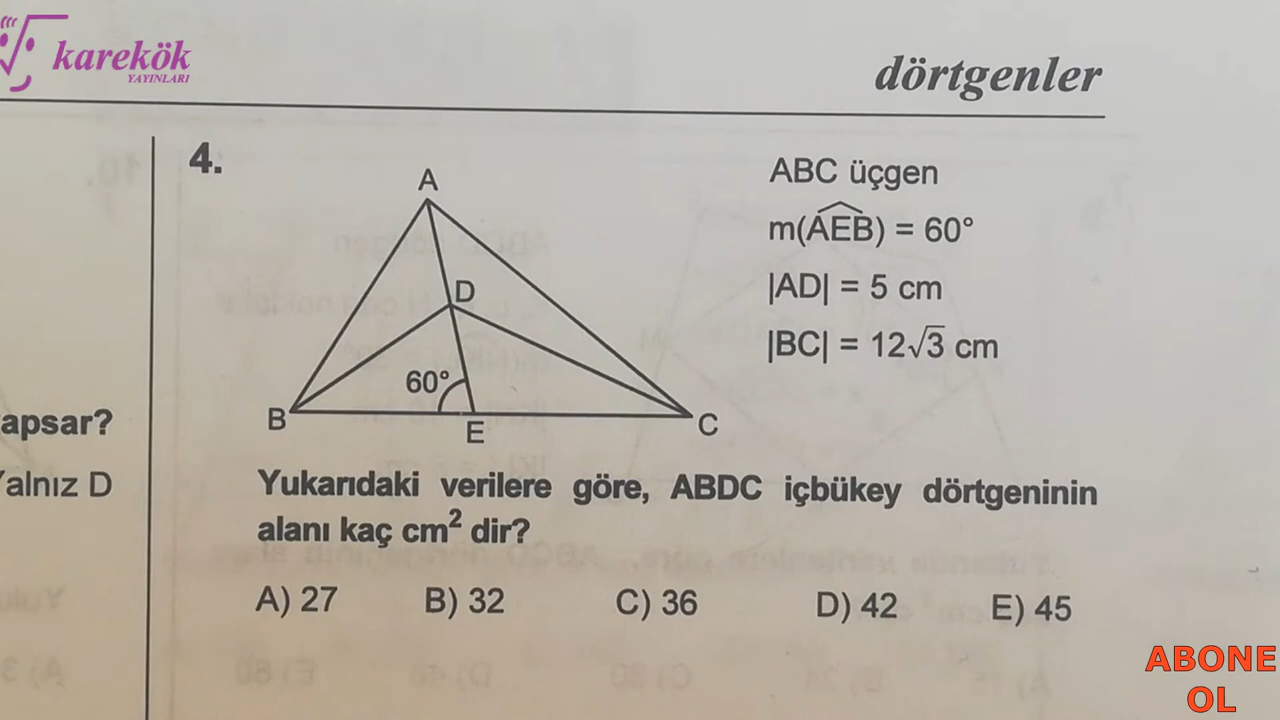 karekök
YAYINLARI
dörtgenler
apsar?
Yalnız D
4.
A
D
60°
B
E
C
ABC üçgen
m(AEB) = 60°
|AD| = 5 cm
|BC| = 12√3 cm
Yukarıdaki verilere göre, ABDC içbükey dörtgeninin
alanı kaç cm² dir?
A) 27 B) 32 C) 36 D) 42 E) 45
ABONE
OL